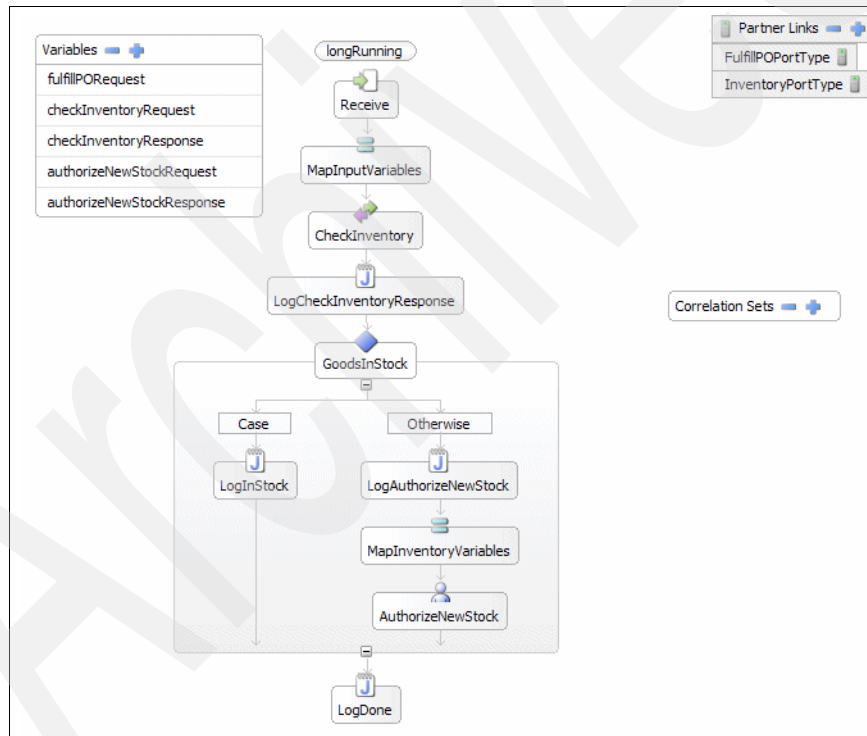 Variables
fulfillPORequest
checkInventoryRequest
checkInventoryResponse
authorizeNewStockRequest
authorizeNewStockResponse
longRunning
Receive
MapInputVariables
CheckInventory
J
LogCheckInventoryResponse
GoodsInStock
Case
Otherwise
J
LogInStock
J
LogAuthorizeNewStock
MapInventoryVariables
AuthorizeNewStock
J
LogDone
Partner Links
FulfillPOPortType
InventoryPortType
Correlation Sets
Archive